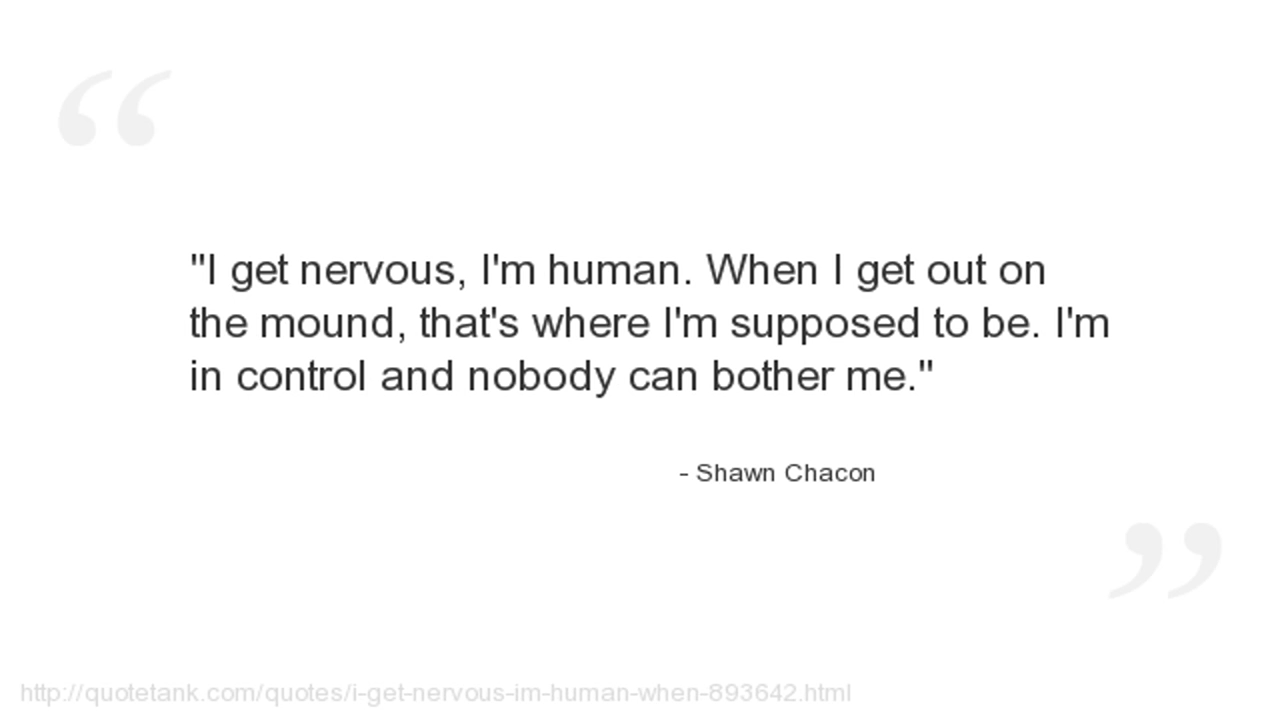 "I get nervous, I'm human. When I get out on
the mound, that's where I'm supposed to be. I'm
in control and nobody can bother me."
- Shawn Chacon
http://quotetank.com/quotes/i-get-nervous-im-human-when-893642.html